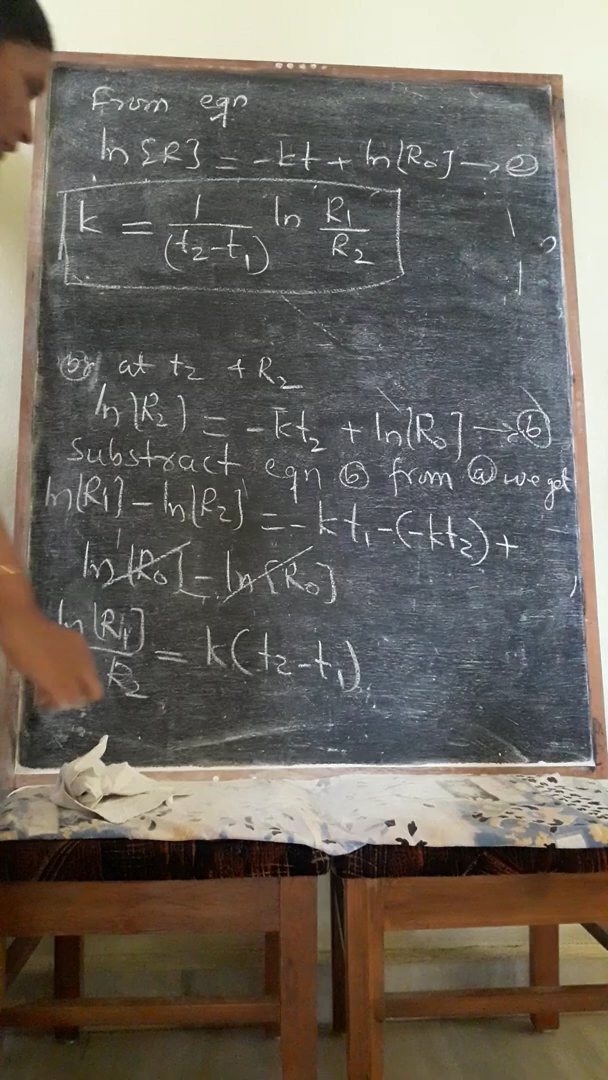 From eqn
ln{R} = -kt + ln[R₀] → ②
k = 1/(t₂-t₁) ln R₁/R₂
at t₂ & R₂
ln[R₂) = -kt₂ + ln[R₀] → ⓑ
Substract eqn ⓑ from ⓐ we get
ln[R₁] - ln[R₂] = -kt₁ - (-kt₂) +
ln[R₀] - ln[R₀]
ln[R₁]/R₂ = k(t₂-t₁)